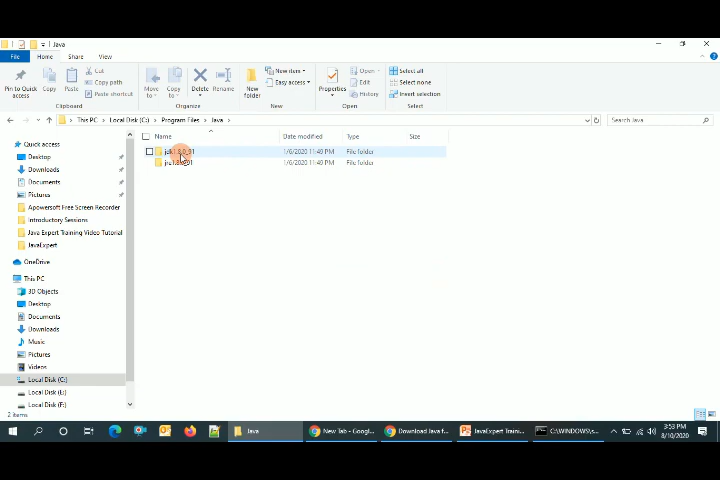 Java
File Home Share View
Pin to Quick access
Copy
Paste
Cut
Copy path
Paste shortcut
Clipboard
Move to
Copy to
Delete
Rename
Organize
New folder
New item
Easy access
New
Properties
Open
Edit
History
Open
Select all
Select none
Invert selection
Select
This PC > Local Disk (C:) > Program Files > Java >
Search Java
Name Date modified Type Size
1/6/2020 11:49 PM File folder
1/6/2020 11:49 PM File folder
Quick access
Desktop
Downloads
Documents
Pictures
Apowersoft Free Screen Recorder
Introductory Sessions
Java Expert Training Video Tutorial
JavaExpert
OneDrive
This PC
3D Objects
Desktop
Documents
Downloads
Music
Pictures
Videos
Local Disk (C:)
Local Disk (E:)
Local Disk (F:)
2 items
Java
New Tab - Googl...
Download Java f...
JavaExpert Traini...
C:\WINDOWS\s...
3:53 PM
8/10/2020